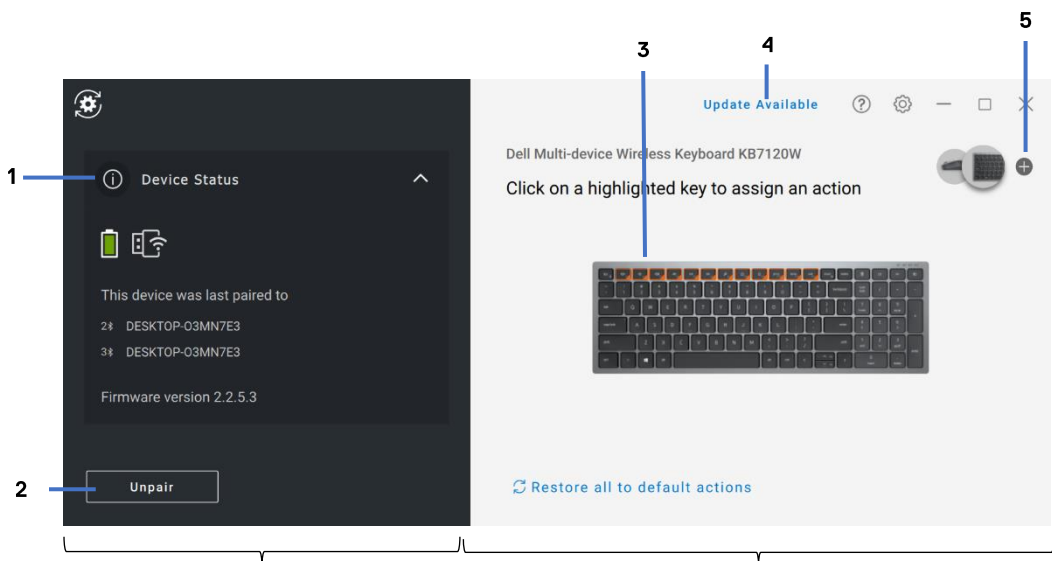 5
4
3
Update Available
Dell Multi-device Wireless Keyboard KB7120W
Click on a highlighted key to assign an action
1
Device Status
This device was last paired to
2 DESKTOP-O3MN7E3
3 DESKTOP-O3MN7E3
Firmware version 2.2.5.3
2
Unpair
Restore all to default actions